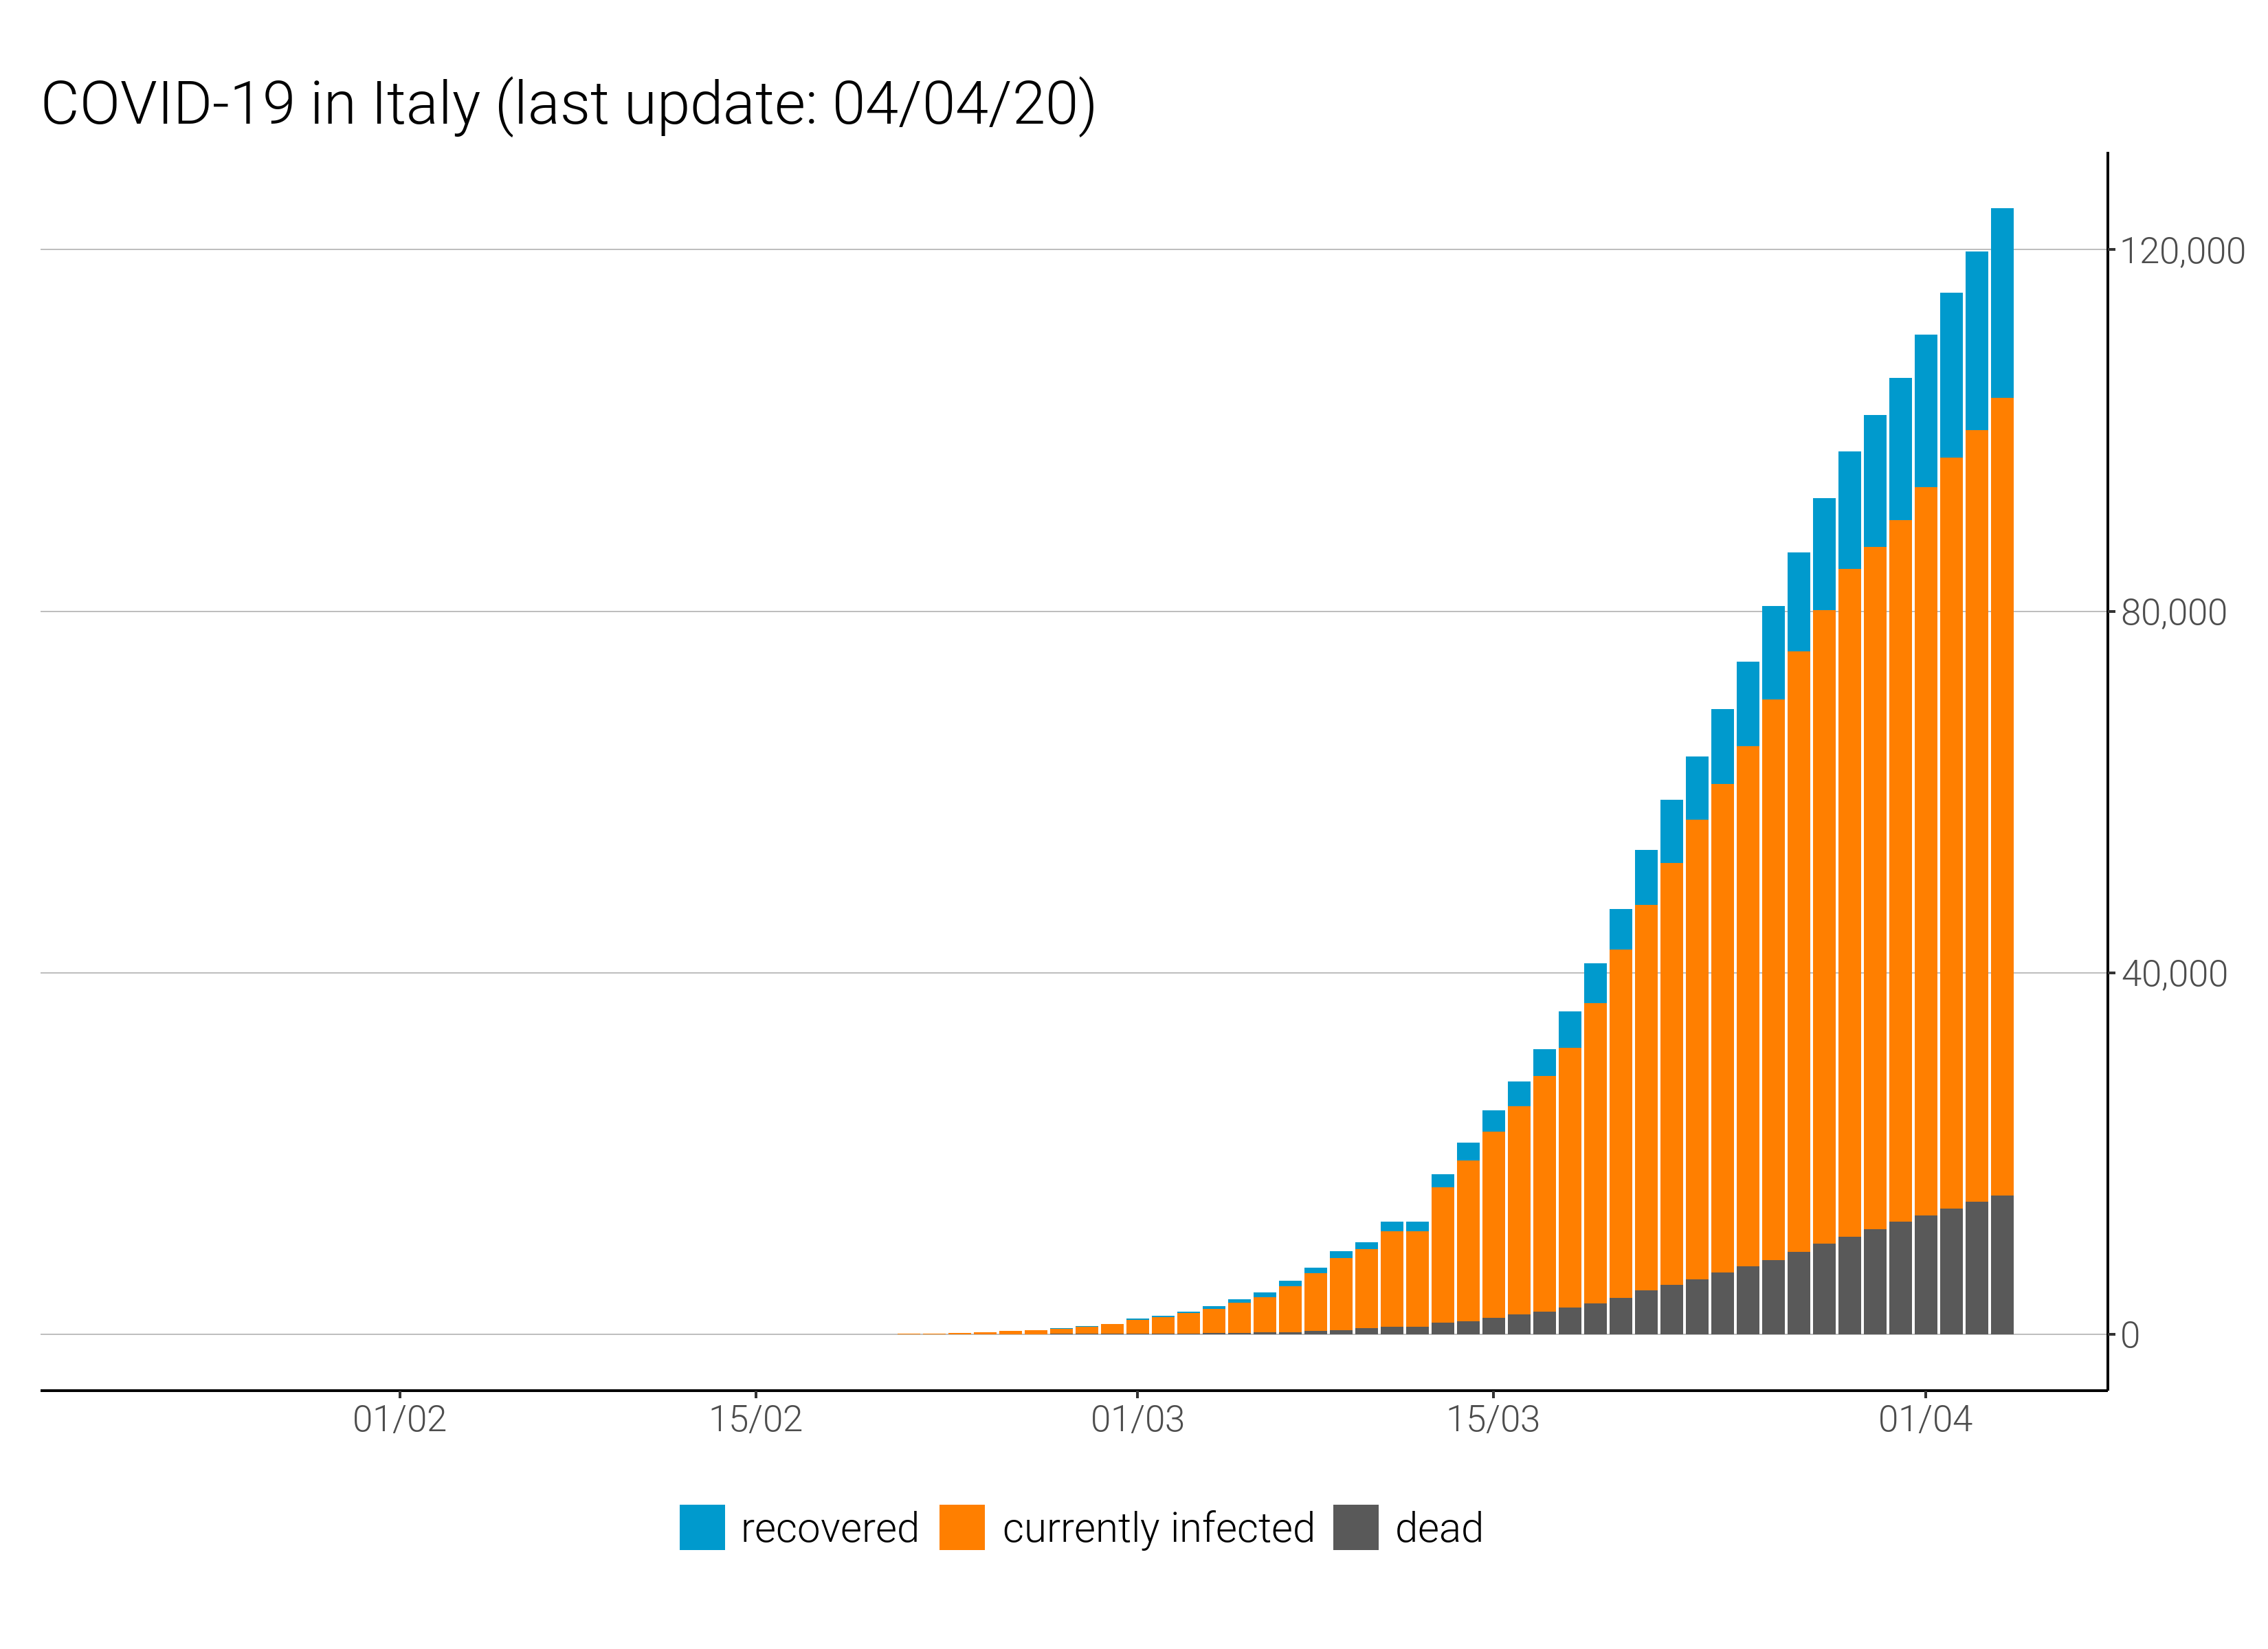 COVID-19 in Italy (last update: 04/04/20)
120,000
80,000
40,000
0
01/02 15/02 01/03 15/03 01/04
recovered currently infected dead